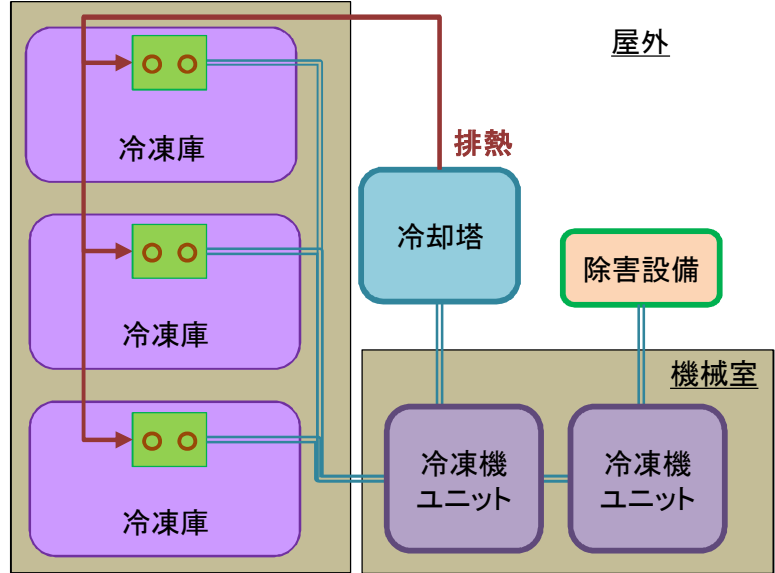 屋外
冷凍庫
排熱
冷却塔
冷凍庫
除害設備
機械室
冷凍庫
冷凍機
ユニット
冷凍機
ユニット